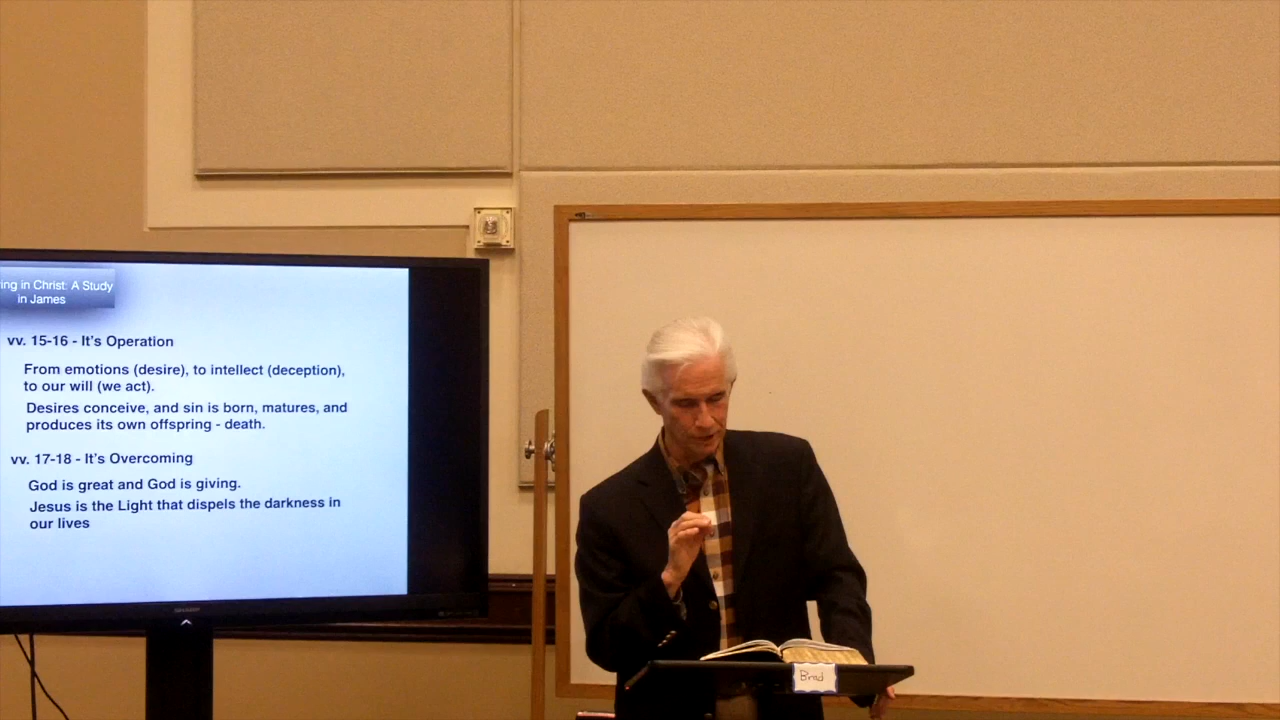 ing in Christ: A Study
in James
vv. 15-16 - It's Operation
From emotions (desire), to intellect (deception),
to our will (we act).
Desires conceive, and sin is born, matures, and
produces its own offspring - death.
vv. 17-18 - It's Overcoming
God is great and God is giving.
Jesus is the Light that dispels the darkness in
our lives
SHARP
Brad